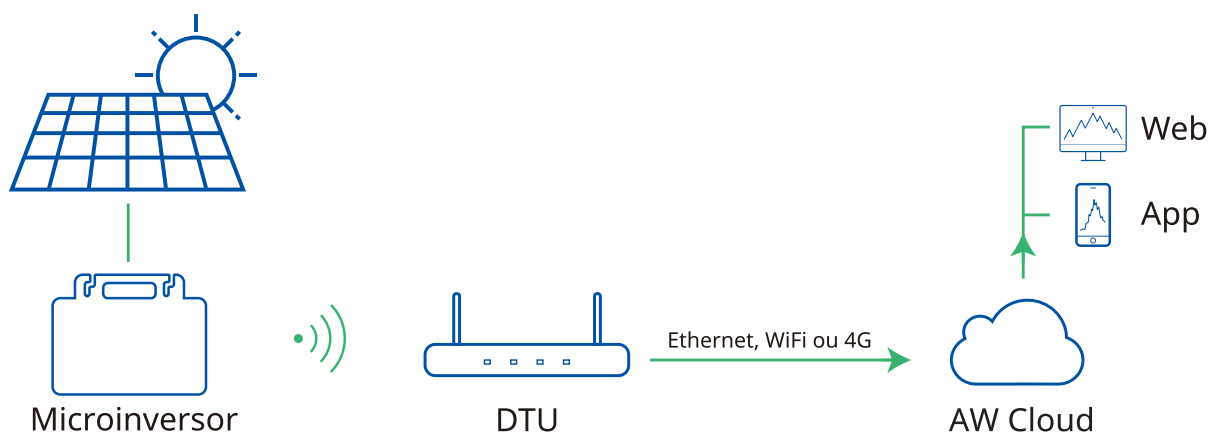 Web
App
Ethernet, WiFi ou 4G
Microinversor
DTU
AW Cloud